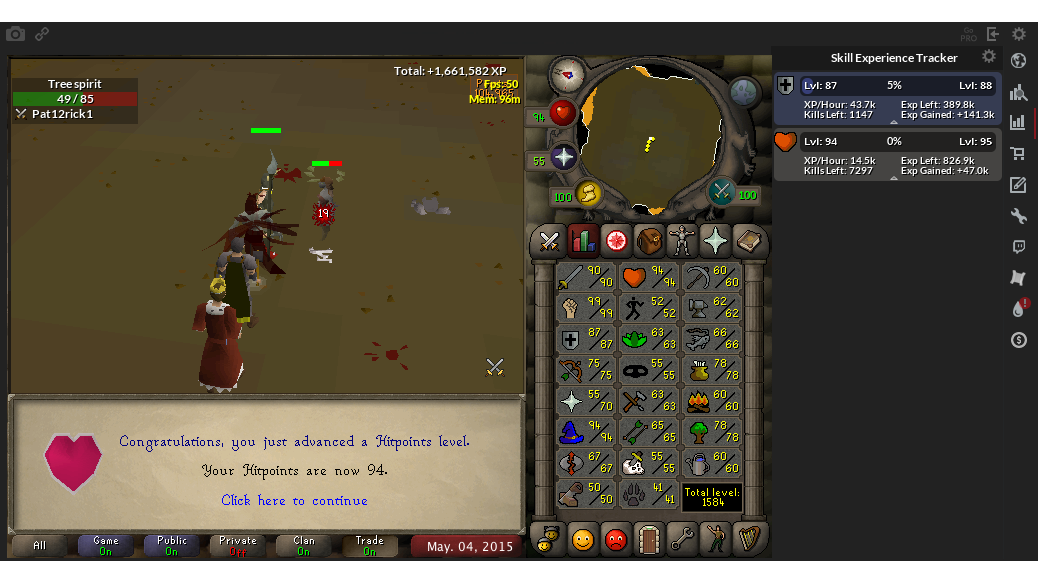 Go
PRO
Tree spirit
49 / 85
Pat12rick1
Total: +1,661,582 XP
Fps:50
Mem:96m
19
94
55
100
100
Skill Experience Tracker
Lvl: 87 5% Lvl: 88
XP/Hour: 43.7k Exp Left: 389.8k
Kills Left: 1147 Exp Gained: +141.3k
Lvl: 94 0% Lvl: 95
XP/Hour: 14.5k Exp Left: 826.9k
Kills Left: 7297 Exp Gained: +47.0k
90/90 94/94 60/60
99/99 52/52 62/62
87/87 63/63 66/66
75/75 55/55 78/78
55/70 63/63 60/60
94/94 65/65 78/78
67/67 55/55 60/60
50/50 41/41
Total level:
1584
Congratulations, you just advanced a Hitpoints level.
Your Hitpoints are now 94.
Click here to continue
All
Game
On
Public
On
Private
Off
Clan
On
Trade
On
May. 04, 2015